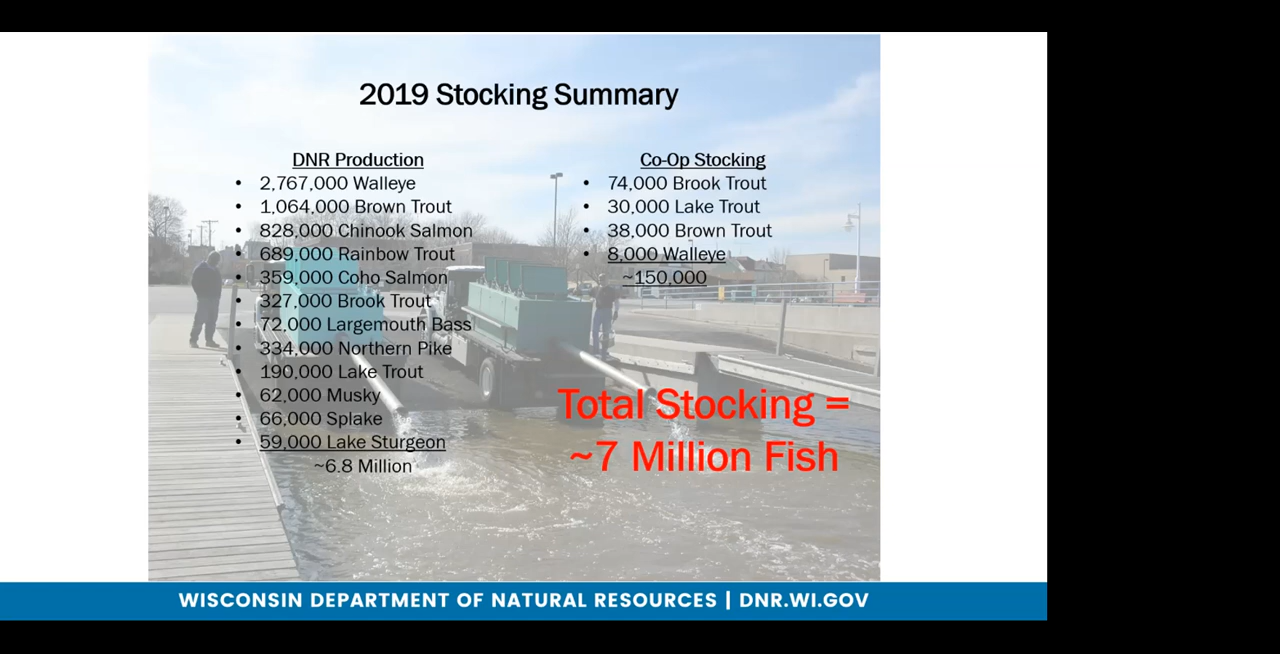 2019 Stocking Summary
DNR Production
• 2,767,000 Walleye
• 1,064,000 Brown Trout
• 828,000 Chinook Salmon
• 689,000 Rainbow Trout
• 359,000 Coho Salmon
• 327,000 Brook Trout
• 72,000 Largemouth Bass
• 334,000 Northern Pike
• 190,000 Lake Trout
• 62,000 Musky
• 66,000 Splake
• 59,000 Lake Sturgeon
~6.8 Million
Co-Op Stocking
• 74,000 Brook Trout
• 30,000 Lake Trout
• 38,000 Brown Trout
• 8,000 Walleye
~150,000
Total Stocking =
~7 Million Fish
WISCONSIN DEPARTMENT OF NATURAL RESOURCES | DNR.WI.GOV